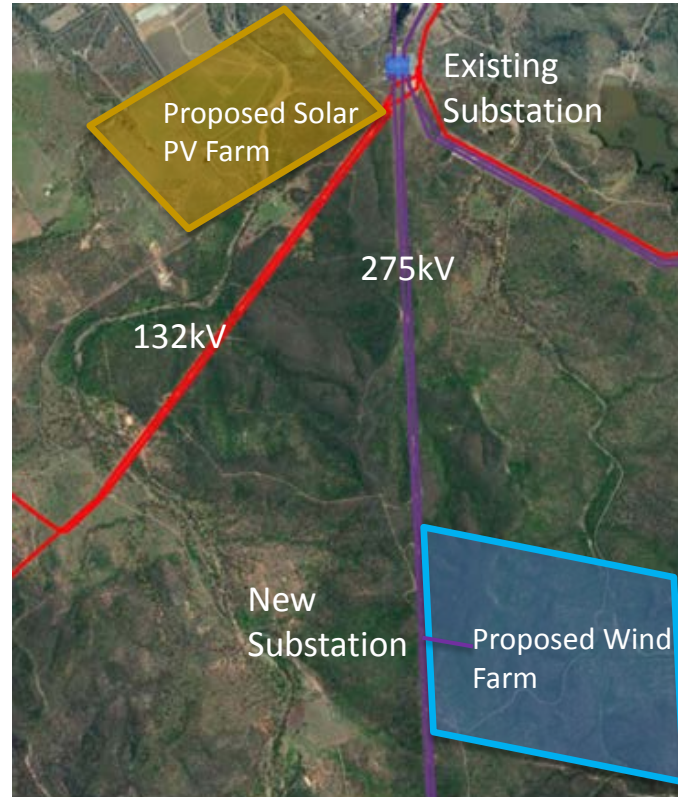 Existing
Substation
Proposed Solar
PV Farm
275kV
132kV
New
Substation
Proposed Wind
Farm